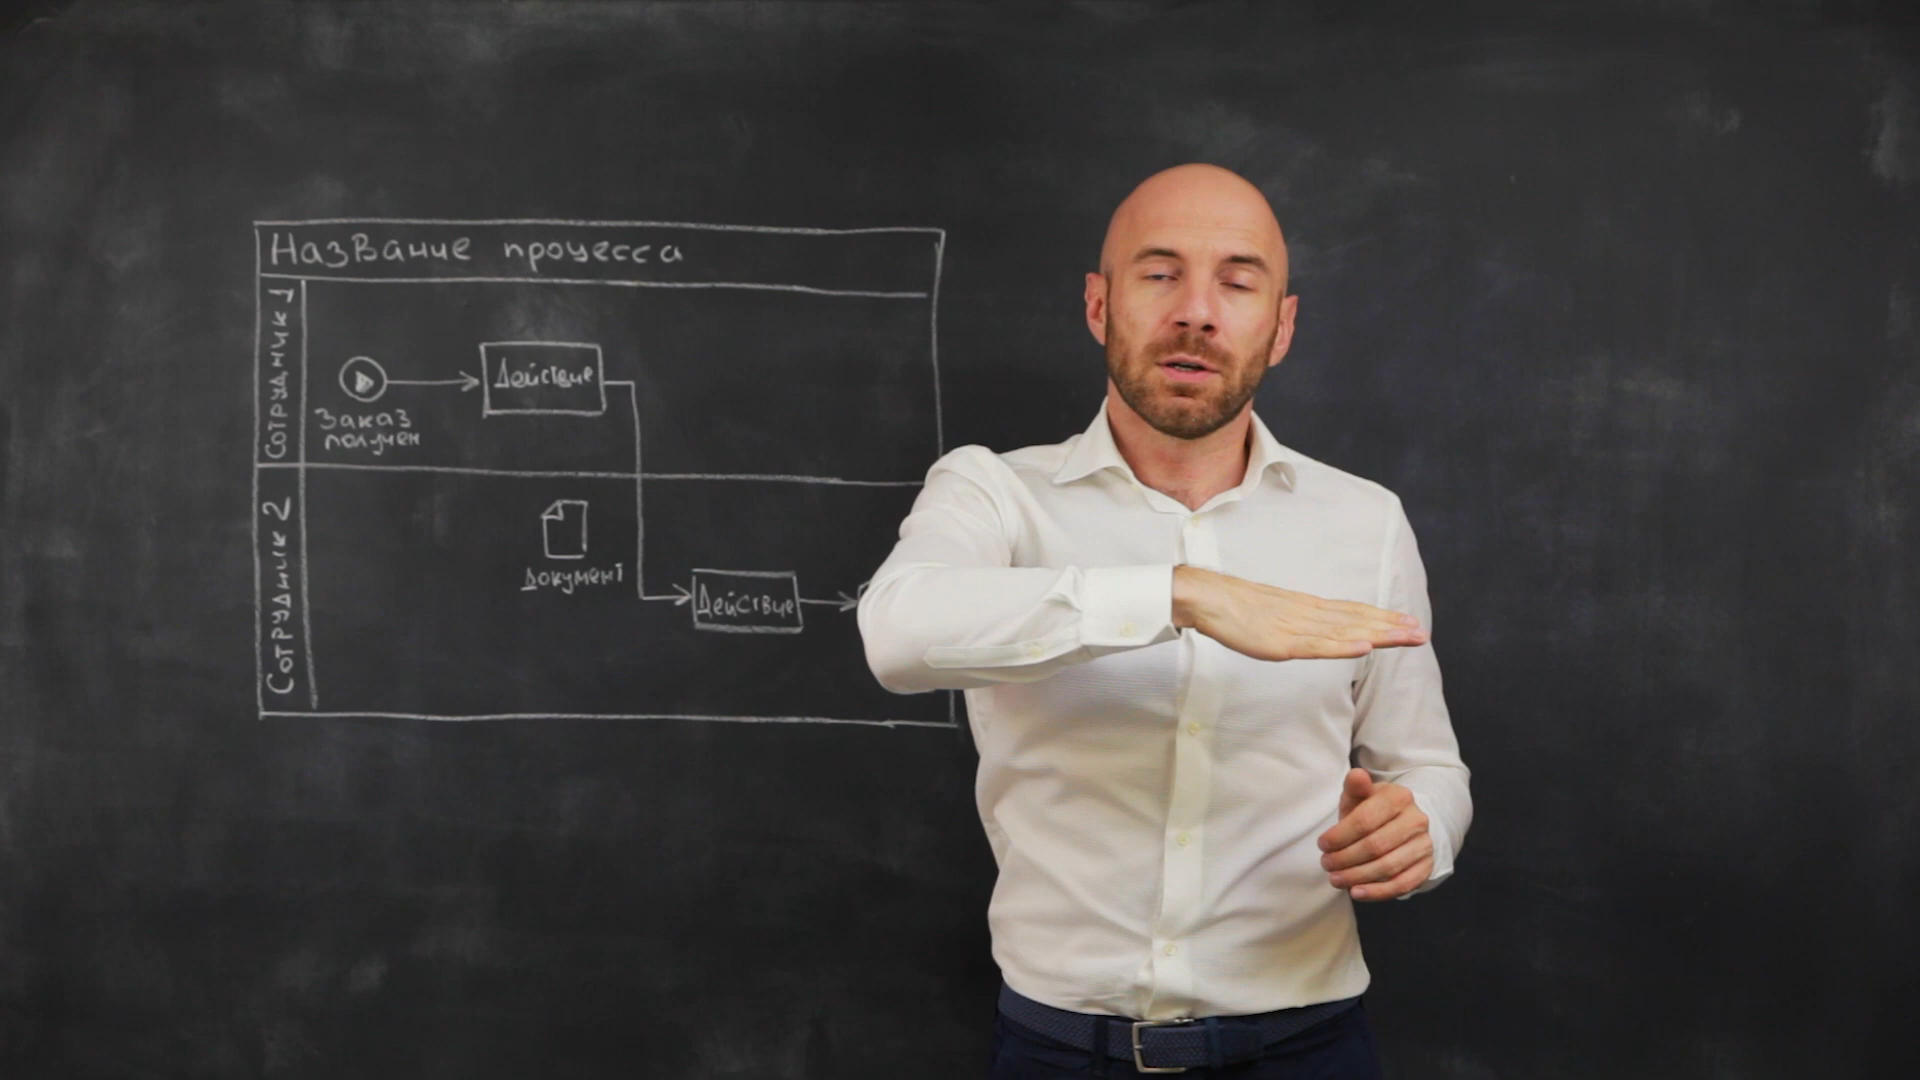 Название процесса
Сотрудник 1
Заказ
получен
Действие
Сотрудник 2
Документ
Действие